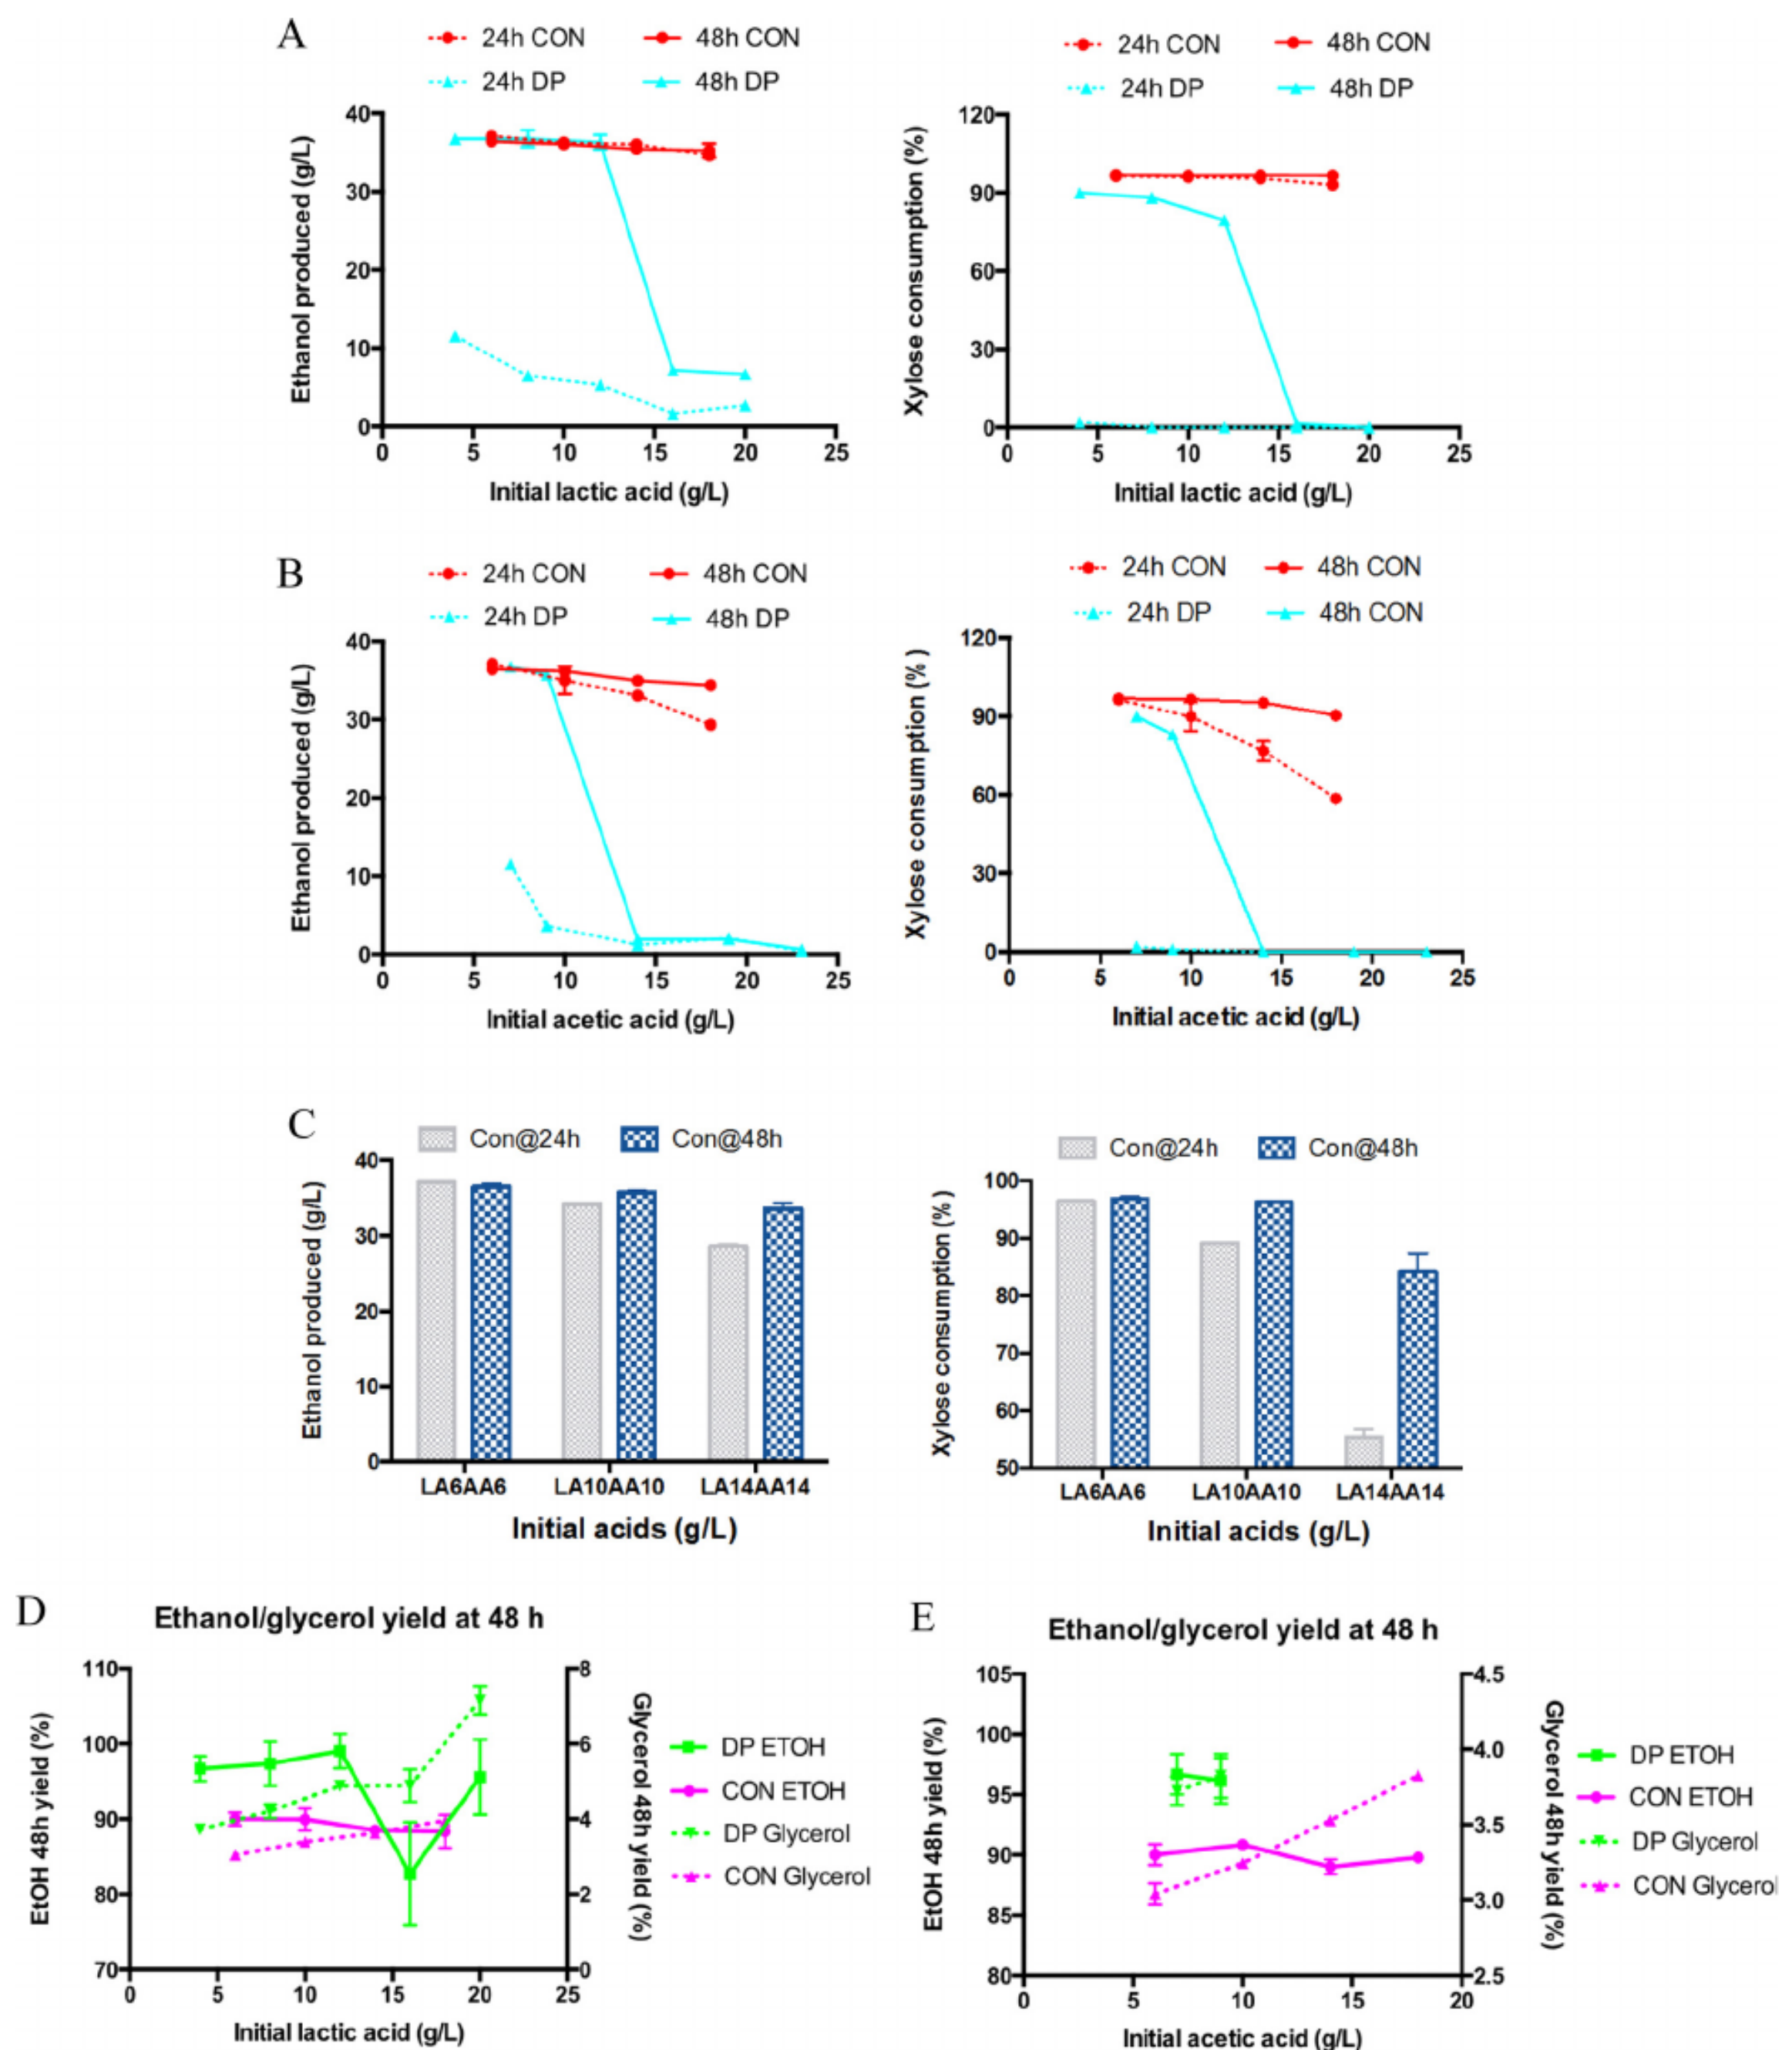 A
24h CON 48h CON
24h DP 48h DP
40
30
20
10
0
0 5 10 15 20 25
Ethanol produced (g/L)
Initial lactic acid (g/L)
24h CON 48h CON
24h DP 48h DP
120
90
60
30
0
0 5 10 15 20 25
Xylose consumption (%)
Initial lactic acid (g/L)
B
24h CON 48h CON
24h DP 48h DP
40
30
20
10
0
0 5 10 15 20 25
Ethanol produced (g/L)
Initial acetic acid (g/L)
24h CON 48h CON
24h DP 48h CON
120
90
60
30
0
0 5 10 15 20 25
Xylose consumption (% )
Initial acetic acid (g/L)
C
Con@24h Con@48h
40
30
20
10
0
LA6AA6 LA10AA10 LA14AA14
Ethanol produced (g/L)
Initial acids (g/L)
Con@24h Con@48h
100
90
80
70
60
50
LA6AA6 LA10AA10 LA14AA14
Xylose consumption (% )
Initial acids (g/L)
D
Ethanol/glycerol yield at 48 h
110
100
90
80
70
8
6
4
2
0
0 5 10 15 20 25
EtOH 48h yield (%)
Glycerol 48h yield (%)
Initial lactic acid (g/L)
DP ETOH
CON ETOH
DP Glycerol
CON Glycerol
E
Ethanol/glycerol yield at 48 h
105
100
95
90
85
80
4.5
4.0
3.5
3.0
2.5
0 5 10 15 20
EtOH 48h yield (%)
Glycerol 48h yield (%)
Initial acetic acid (g/L)
DP ETOH
CON ETOH
DP Glycerol
CON Glycerol